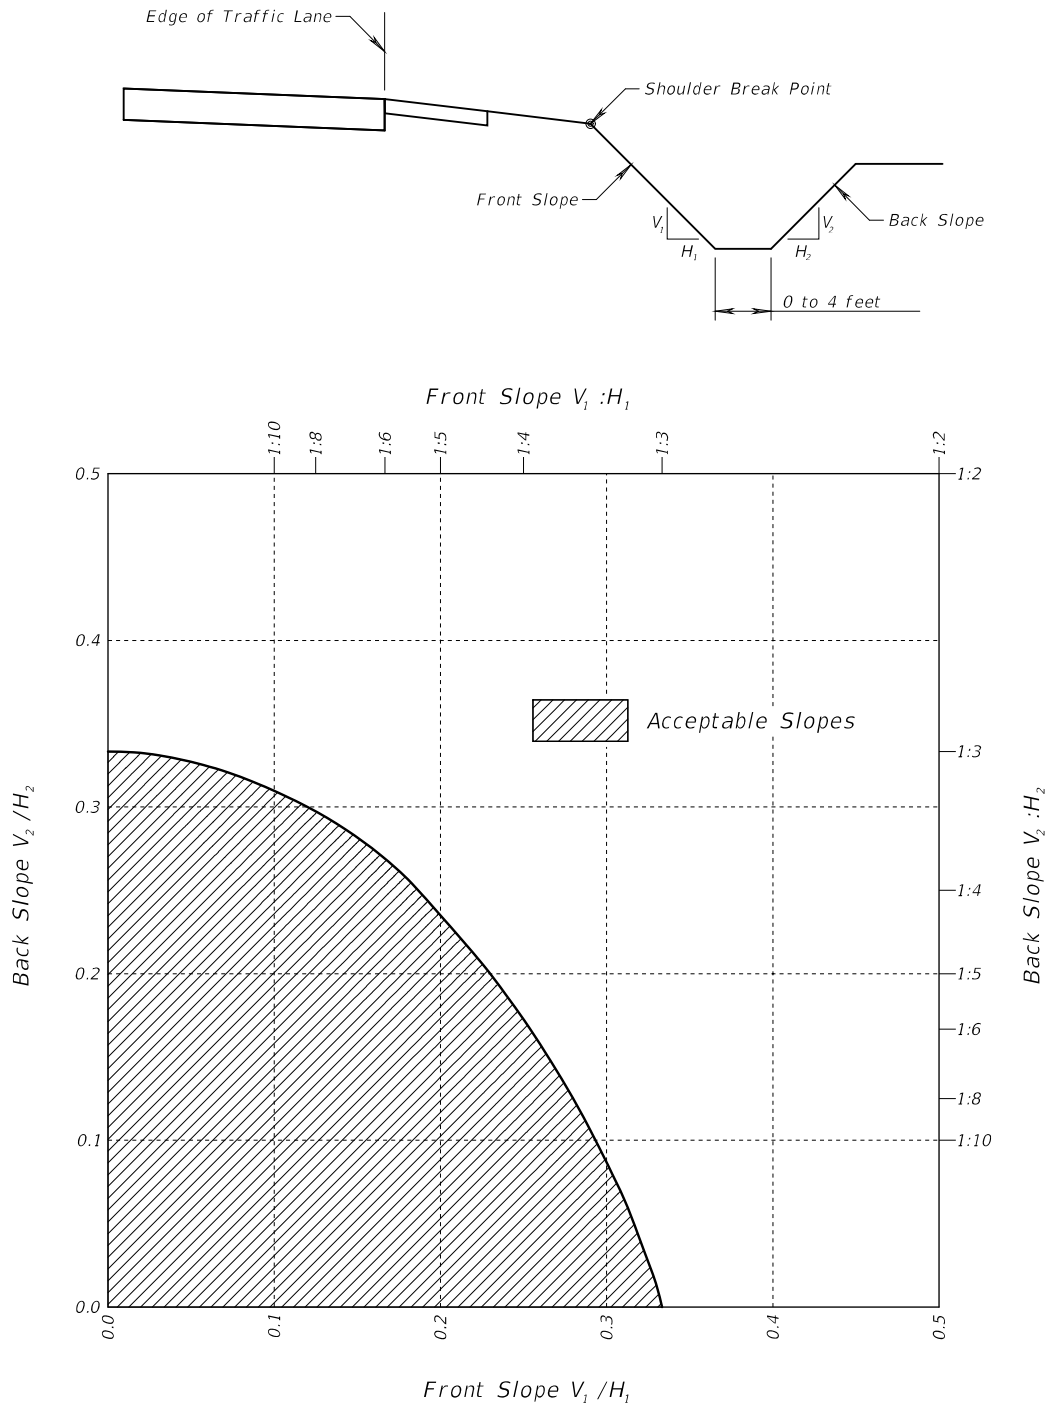 Edge of Traffic Lane
Shoulder Break Point
Front Slope
V1
H1
V2
H2
Back Slope
0 to 4 feet
Front Slope V1 :H1
1:10
1:8
1:6
1:5
1:4
1:3
1:2
0.5
0.4
0.3
0.2
0.1
0.0
1:2
1:3
1:4
1:5
1:6
1:8
1:10
Acceptable Slopes
Back Slope V2 /H2
Back Slope V2 :H2
0.0
0.1
0.2
0.3
0.4
0.5
Front Slope V1 /H1